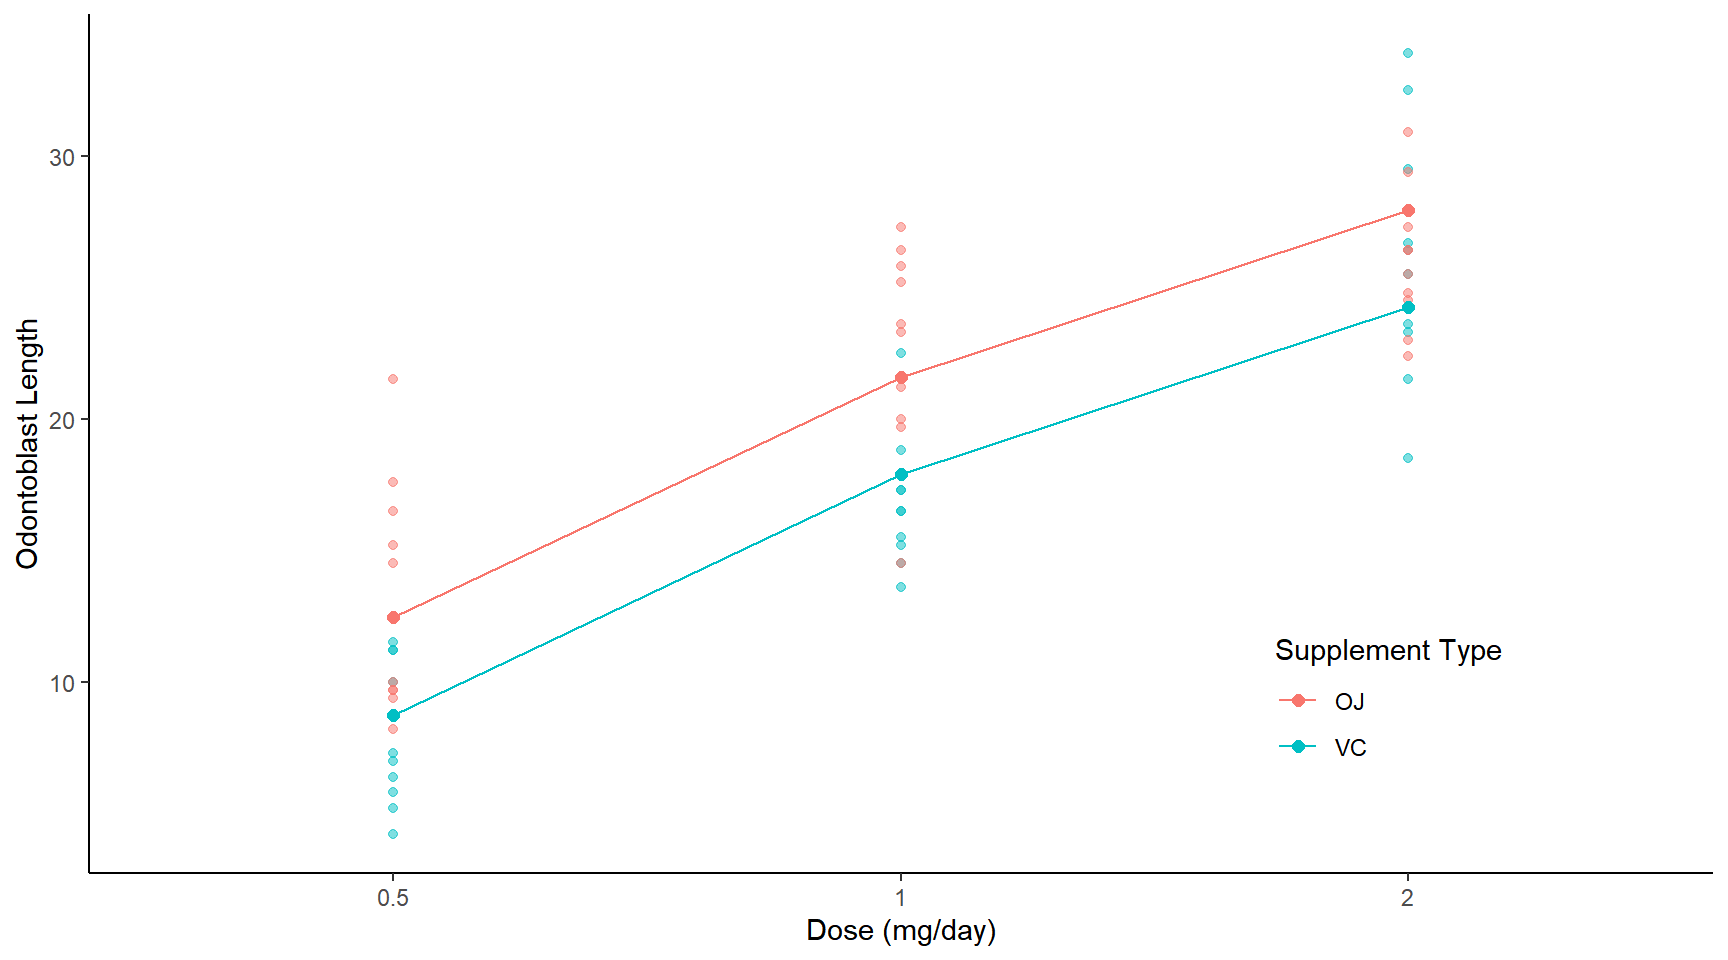 Odontoblast Length
30
20
10
0.5
1
2
Dose (mg/day)
Supplement Type
OJ
VC